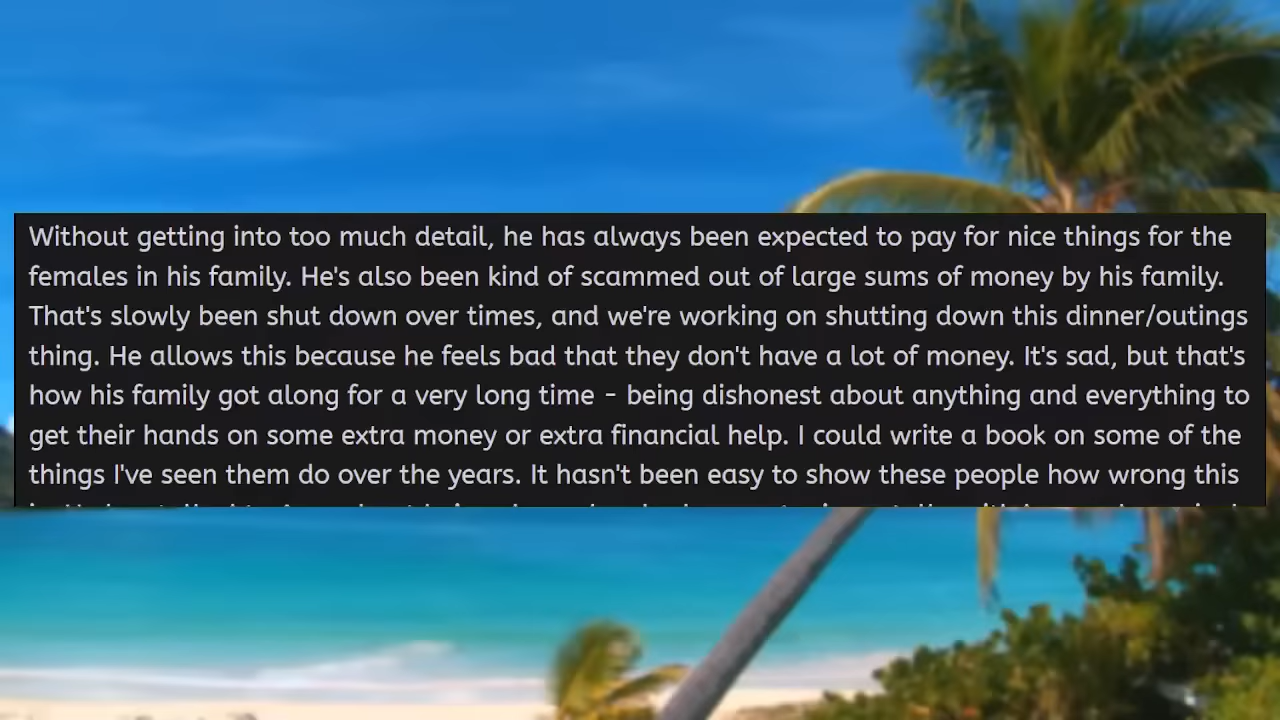 Without getting into too much detail, he has always been expected to pay for nice things for the
females in his family. He's also been kind of scammed out of large sums of money by his family.
That's slowly been shut down over times, and we're working on shutting down this dinner/outings
thing. He allows this because he feels bad that they don't have a lot of money. It's sad, but that's
how his family got along for a very long time - being dishonest about anything and everything to
get their hands on some extra money or extra financial help. I could write a book on some of the
things I've seen them do over the years. It hasn't been easy to show these people how wrong this